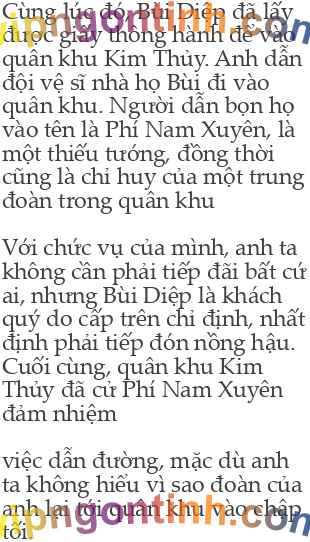 Cùng lúc đó, Bùi Diệp đã lấy
được giấy thông hành để vào
quân khu Kim Thủy. Anh dẫn
đội vệ sĩ nhà họ Bùi đi vào
quân khu. Người dẫn bọn họ
vào tên là Phí Nam Xuyên, là
một thiếu tướng, đồng thời
cũng là chỉ huy của một trung
đoàn trong quân khu
Với chức vụ của mình, anh ta
không cần phải tiếp đãi bất cứ
ai, nhưng Bùi Diệp là khách
quý do cấp trên chỉ định, nhất
định phải tiếp đón nồng hậu.
Cuối cùng, quân khu Kim
Thủy đã cử Phí Nam Xuyên
đảm nhiệm
việc dẫn đường, mặc dù anh
ta không hiểu vì sao đoàn của
anh lại tới quân khu vào chập
tối.
vipngontinh.com
vipngontinh.com